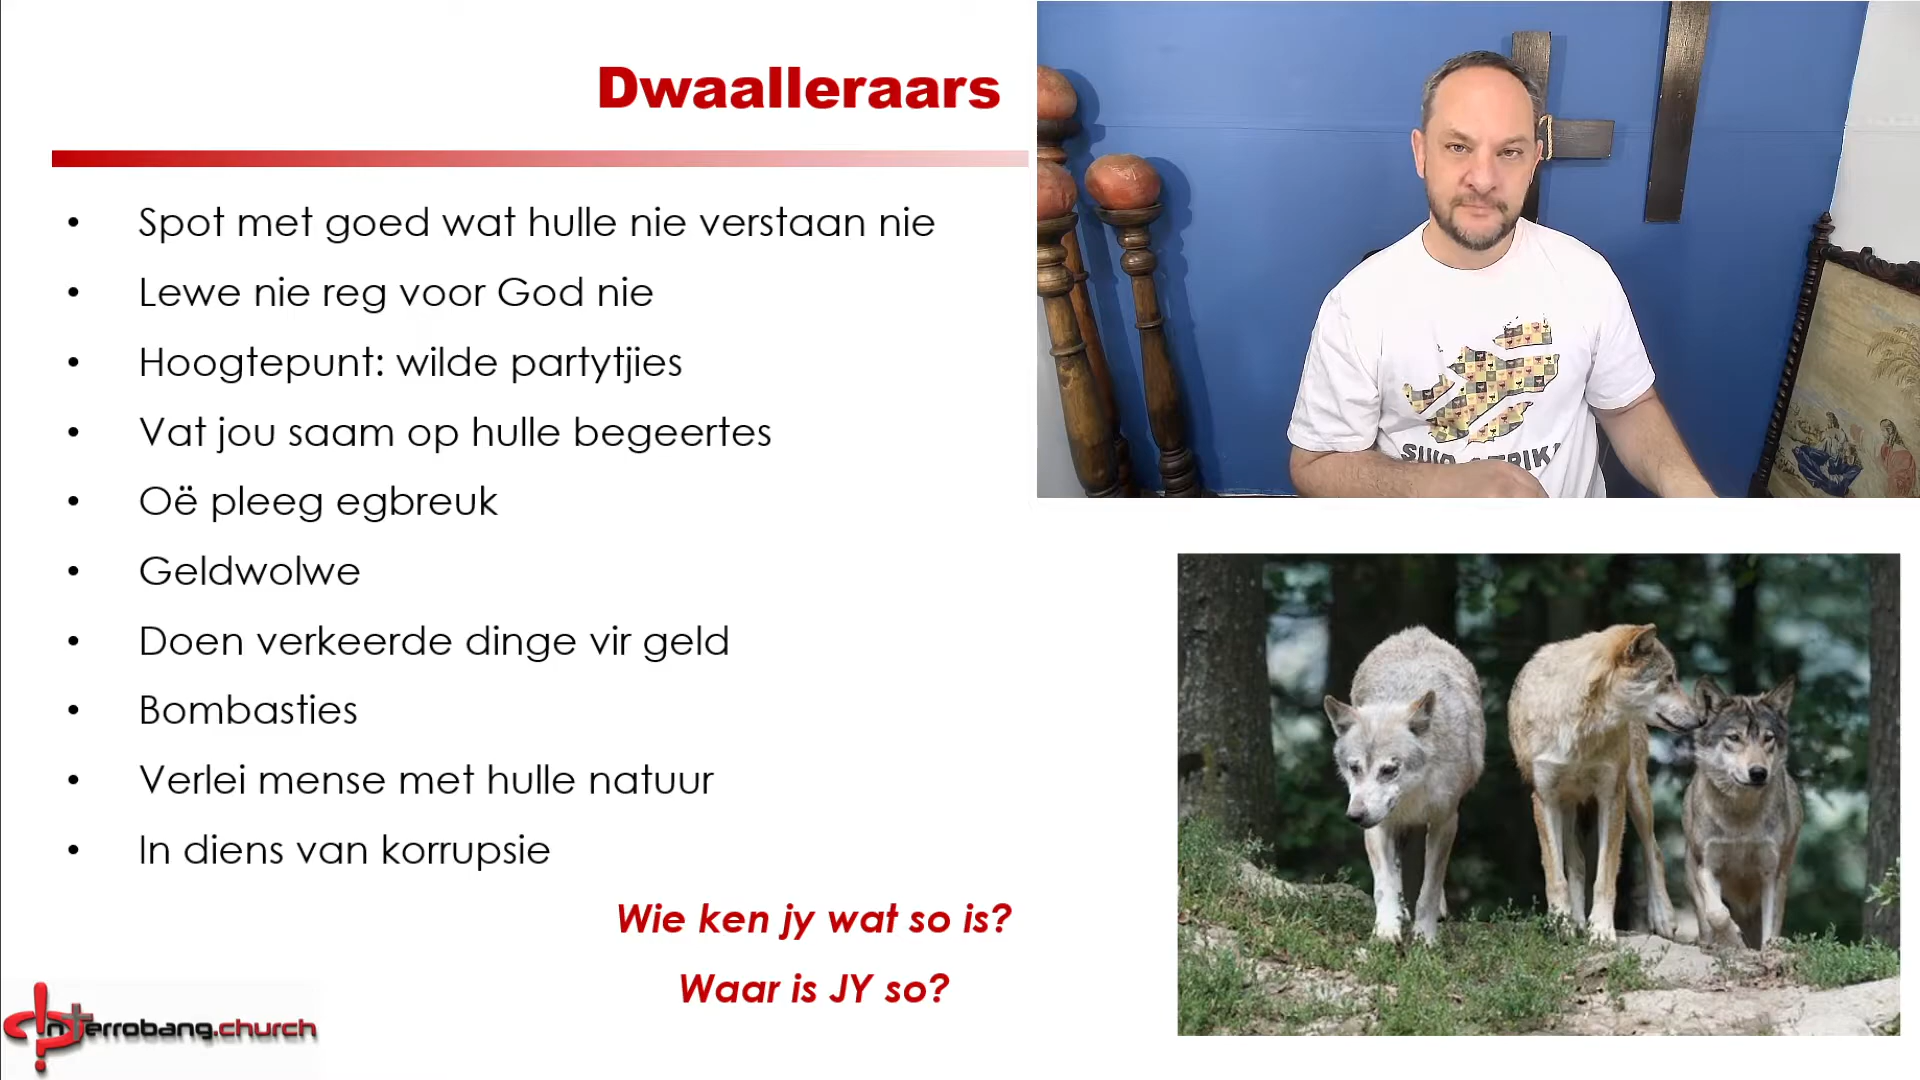 Dwaalleraars
• Spot met goed wat hulle nie verstaan nie
• Lewe nie reg voor God nie
• Hoogtepunt: wilde partytjies
• Vat jou saam op hulle begeertes
• Oë pleeg egbreuk
• Geldwolwe
• Doen verkeerde dinge vir geld
• Bombasties
• Verlei mense met hulle natuur
• In diens van korrupsie
Wie ken jy wat so is?
Waar is JY so?
Interrobang.church